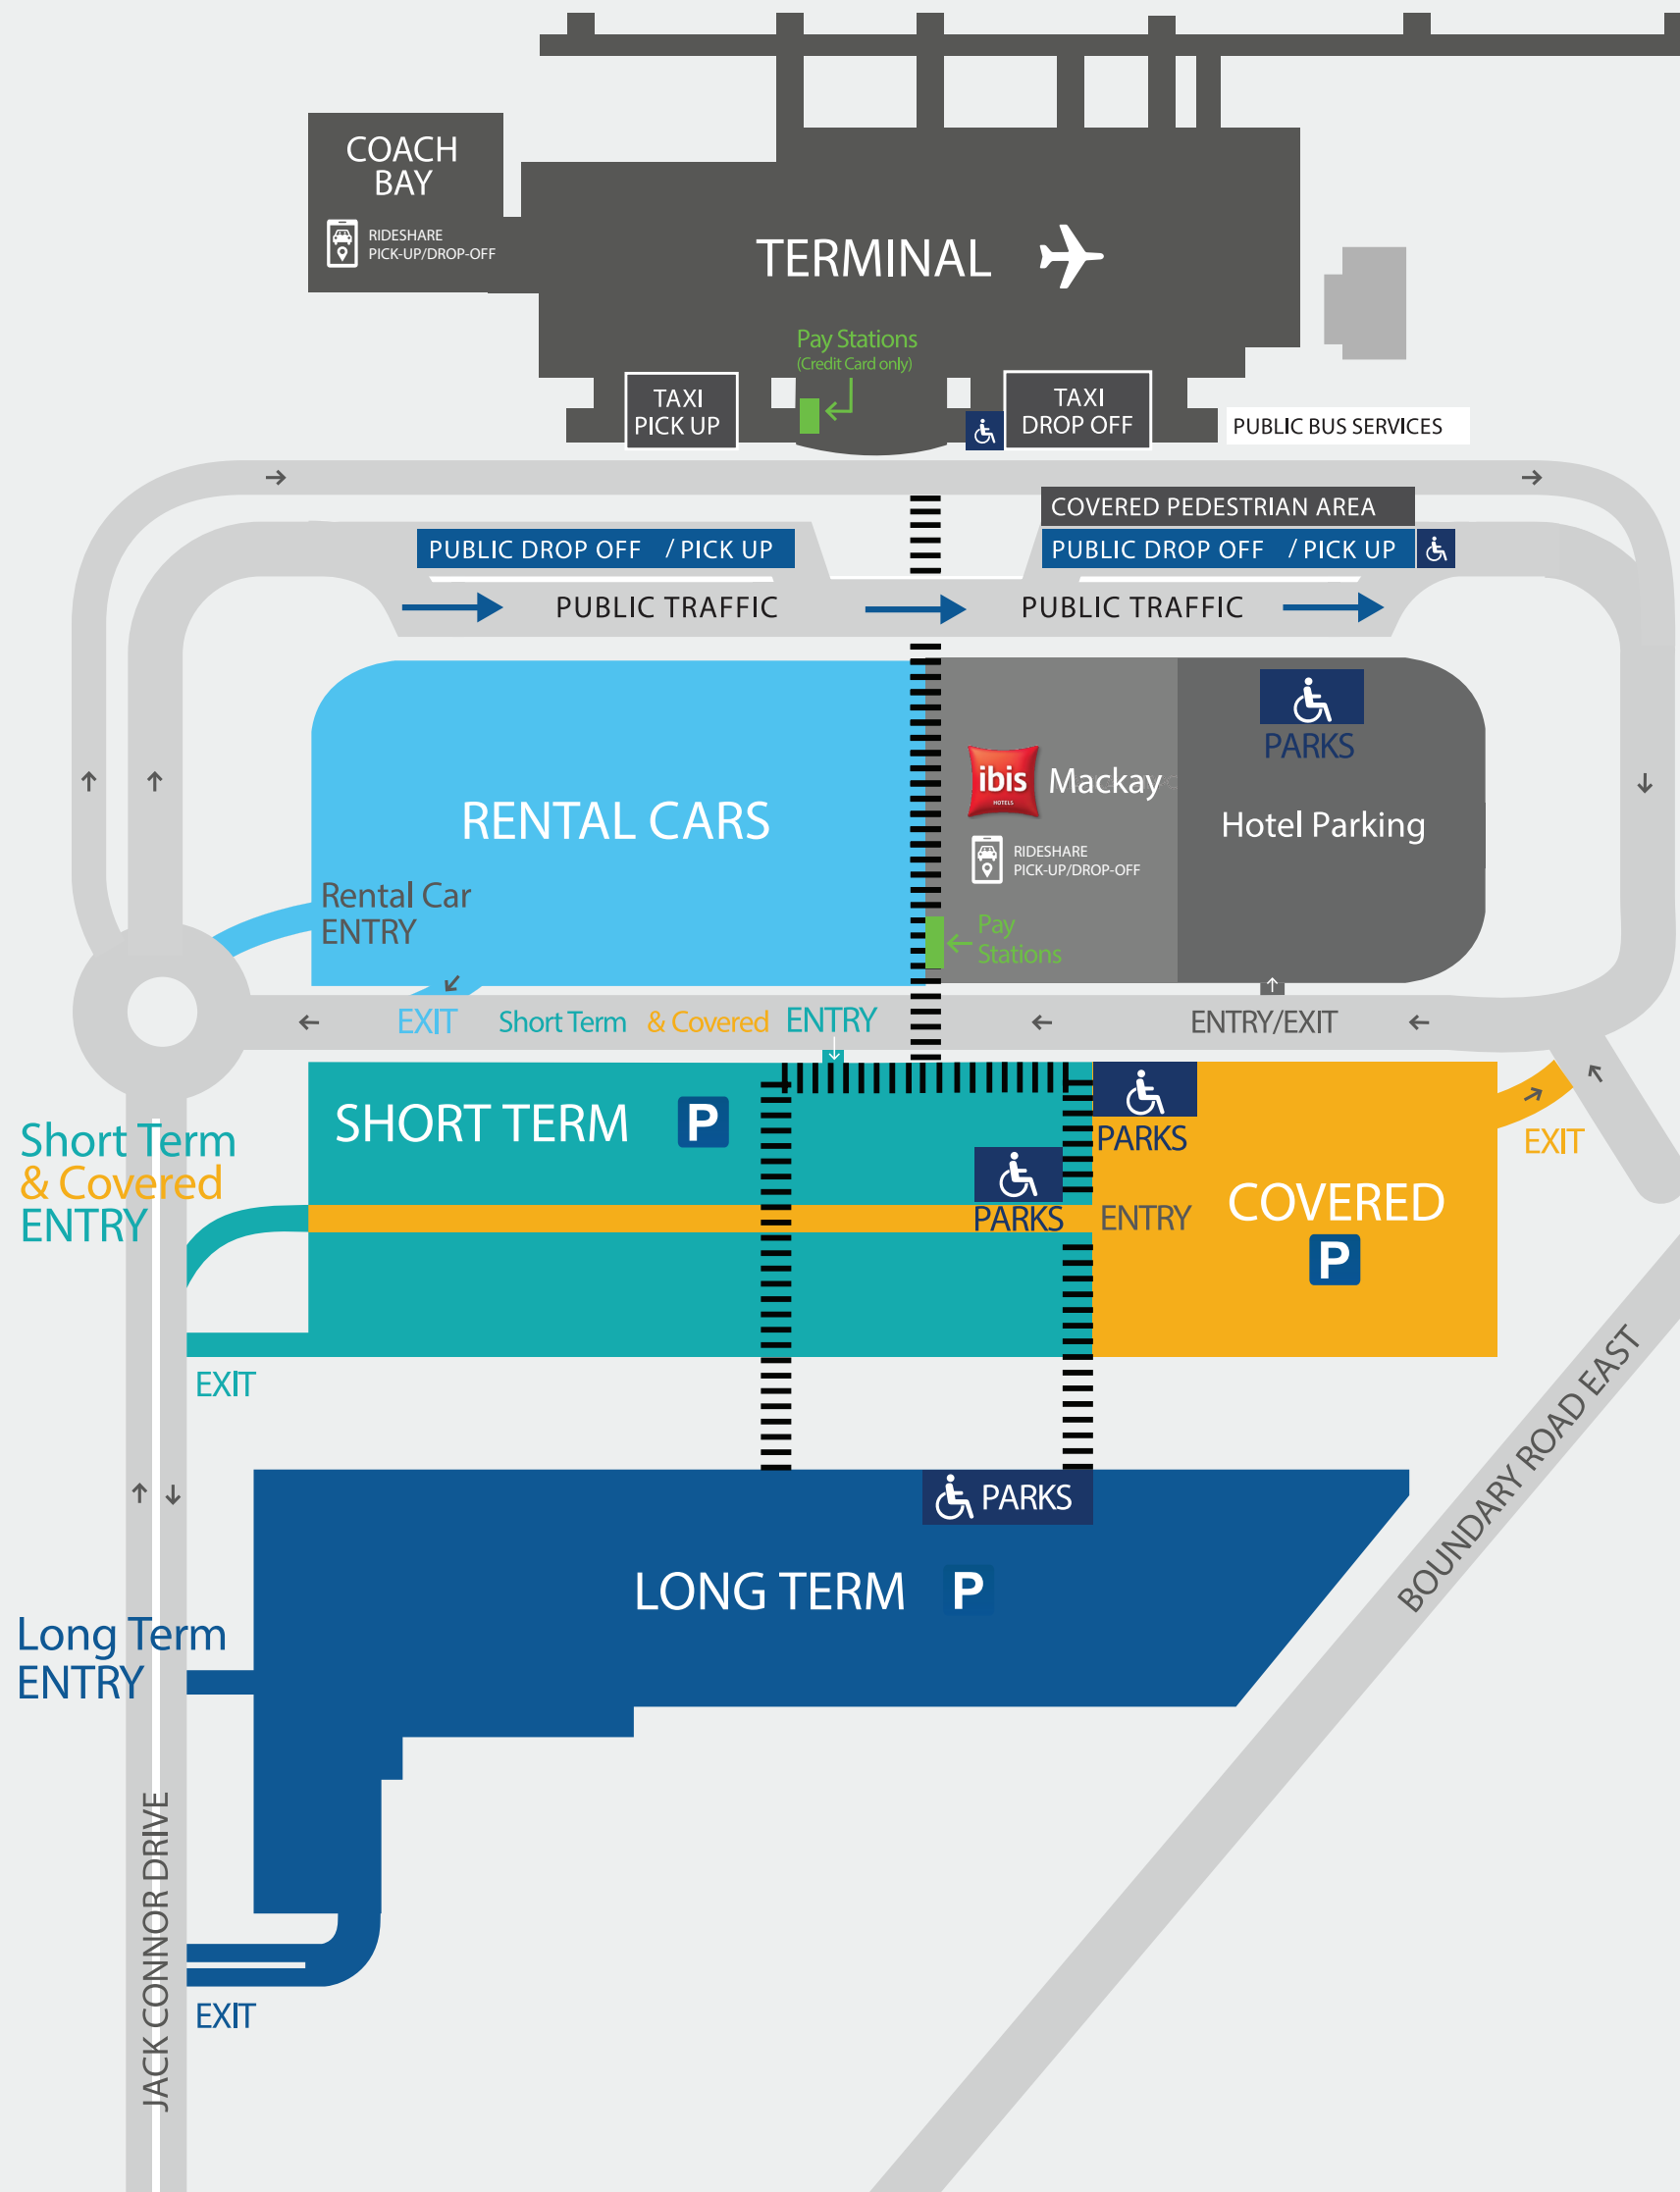 COACH
BAY
RIDESHARE
PICK-UP/DROP-OFF
TERMINAL
Pay Stations
(Credit Card only)
TAXI
PICK UP
TAXI
DROP OFF
PUBLIC BUS SERVICES
COVERED PEDESTRIAN AREA
PUBLIC DROP OFF / PICK UP
PUBLIC DROP OFF / PICK UP
PUBLIC TRAFFIC
PUBLIC TRAFFIC
RENTAL CARS
Rental Car
ENTRY
ibis
HOTELS
Mackay
RIDESHARE
PICK-UP/DROP-OFF
Pay
Stations
PARKS
Hotel Parking
EXIT
Short Term & Covered ENTRY
ENTRY/EXIT
SHORT TERM P
Short Term
& Covered
ENTRY
PARKS
PARKS
ENTRY
COVERED
P
EXIT
EXIT
BOUNDARY ROAD EAST
PARKS
LONG TERM P
Long Term
ENTRY
JACK CONNOR DRIVE
EXIT